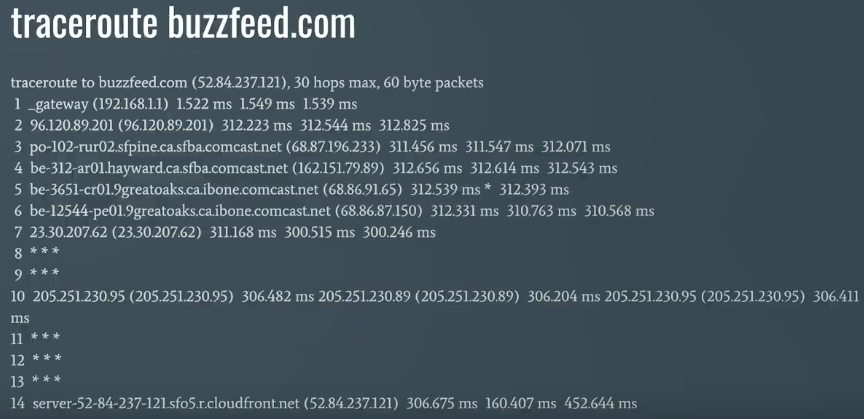 traceroute buzzfeed.com
traceroute to buzzfeed.com (52.84.237.121), 30 hops max, 60 byte packets
1 _gateway (192.168.1.1) 1.522 ms 1.549 ms 1.539 ms
2 96.120.89.201 (96.120.89.201) 312.223 ms 312.544 ms 312.825 ms
3 po-102-rur02.sfpine.ca.sfba.comcast.net (68.87.196.233) 311.456 ms 311.547 ms 312.071 ms
4 be-312-ar01.hayward.ca.sfba.comcast.net (162.151.79.89) 312.656 ms 312.614 ms 312.543 ms
5 be-3651-cr01.9greatoaks.ca.ibone.comcast.net (68.86.91.65) 312.539 ms * 312.393 ms
6 be-12544-pe01.9greatoaks.ca.ibone.comcast.net (68.86.87.150) 312.331 ms 310.763 ms 310.568 ms
7 23.30.207.62 (23.30.207.62) 311.168 ms 300.515 ms 300.246 ms
8 * * *
9 * * *
10 205.251.230.95 (205.251.230.95) 306.482 ms 205.251.230.89 (205.251.230.89) 306.204 ms 205.251.230.95 (205.251.230.95) 306.411
ms
11 * * *
12 * * *
13 * * *
14 server-52-84-237-121.sfo5.r.cloudfront.net (52.84.237.121) 306.675 ms 160.407 ms 452.644 ms